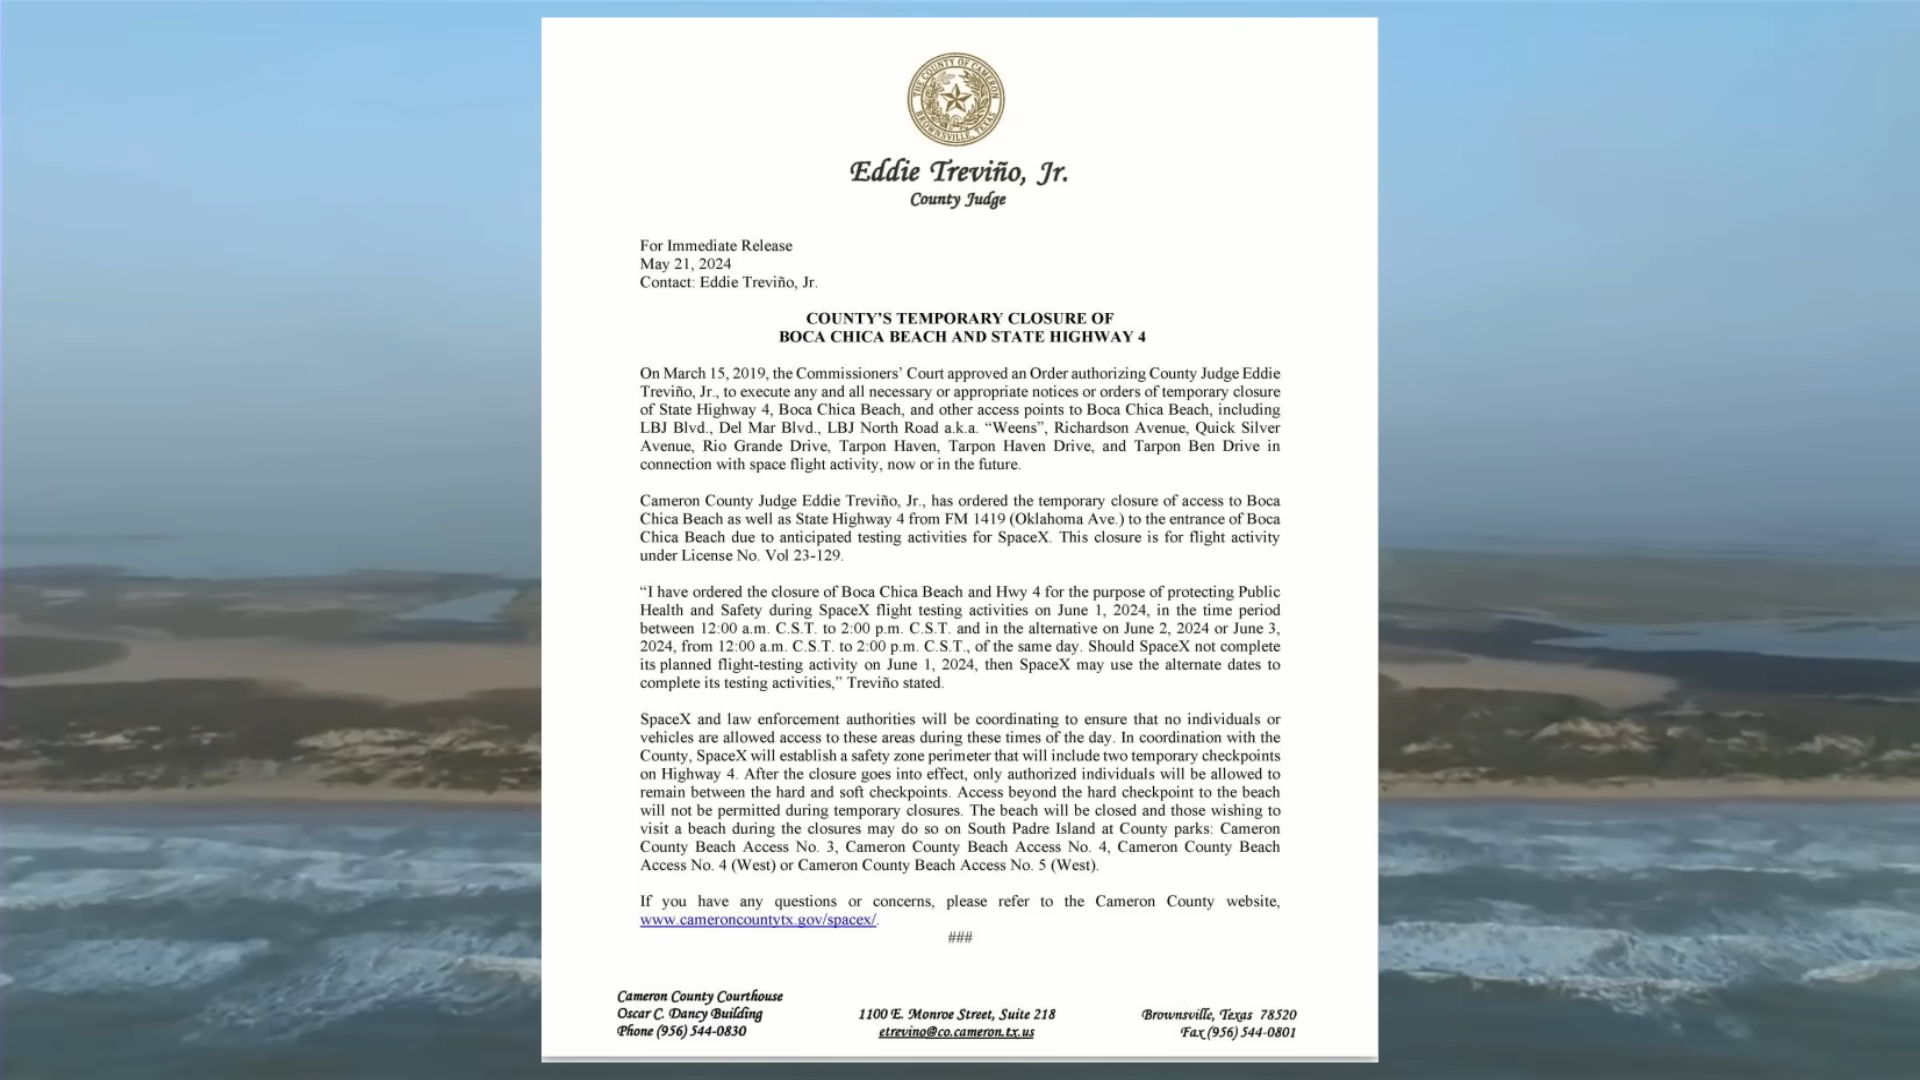 THE COUNTY OF CAMERON
BROWNSVILLE, TEXAS
Eddie Treviño, Jr.
County Judge
For Immediate Release
May 21, 2024
Contact: Eddie Treviño, Jr.
COUNTY'S TEMPORARY CLOSURE OF
BOCA CHICA BEACH AND STATE HIGHWAY 4
On March 15, 2019, the Commissioners' Court approved an Order authorizing County Judge Eddie
Treviño, Jr., to execute any and all necessary or appropriate notices or orders of temporary closure
of State Highway 4, Boca Chica Beach, and other access points to Boca Chica Beach, including
LBJ Blvd., Del Mar Blvd., LBJ North Road a.k.a. “Weens”, Richardson Avenue, Quick Silver
Avenue, Rio Grande Drive, Tarpon Haven, Tarpon Haven Drive, and Tarpon Ben Drive in
connection with space flight activity, now or in the future.
Cameron County Judge Eddie Treviño, Jr., has ordered the temporary closure of access to Boca
Chica Beach as well as State Highway 4 from FM 1419 (Oklahoma Ave.) to the entrance of Boca
Chica Beach due to anticipated testing activities for SpaceX. This closure is for flight activity
under License No. Vol 23-129.
“I have ordered the closure of Boca Chica Beach and Hwy 4 for the purpose of protecting Public
Health and Safety during SpaceX flight testing activities on June 1, 2024, in the time period
between 12:00 a.m. C.S.T. to 2:00 p.m. C.S.T. and in the alternative on June 2, 2024 or June 3,
2024, from 12:00 a.m. C.S.T. to 2:00 p.m. C.S.T., of the same day. Should SpaceX not complete
its planned flight-testing activity on June 1, 2024, then SpaceX may use the alternate dates to
complete its testing activities,” Treviño stated.
SpaceX and law enforcement authorities will be coordinating to ensure that no individuals or
vehicles are allowed access to these areas during these times of the day. In coordination with the
County, SpaceX will establish a safety zone perimeter that will include two temporary checkpoints
on Highway 4. After the closure goes into effect, only authorized individuals will be allowed to
remain between the hard and soft checkpoints. Access beyond the hard checkpoint to the beach
will not be permitted during temporary closures. The beach will be closed and those wishing to
visit a beach during the closures may do so on South Padre Island at County parks: Cameron
County Beach Access No. 3, Cameron County Beach Access No. 4, Cameron County Beach
Access No. 4 (West) or Cameron County Beach Access No. 5 (West).
If you have any questions or concerns, please refer to the Cameron County website,
www.cameroncountytx.gov/spacex/.
###
Cameron County Courthouse
Oscar C. Dancy Building
Phone (956) 544-0830
1100 E. Monroe Street, Suite 218
etrevino@co.cameron.tx.us
Brownsville, Texas 78520
Fax (956) 544-0801